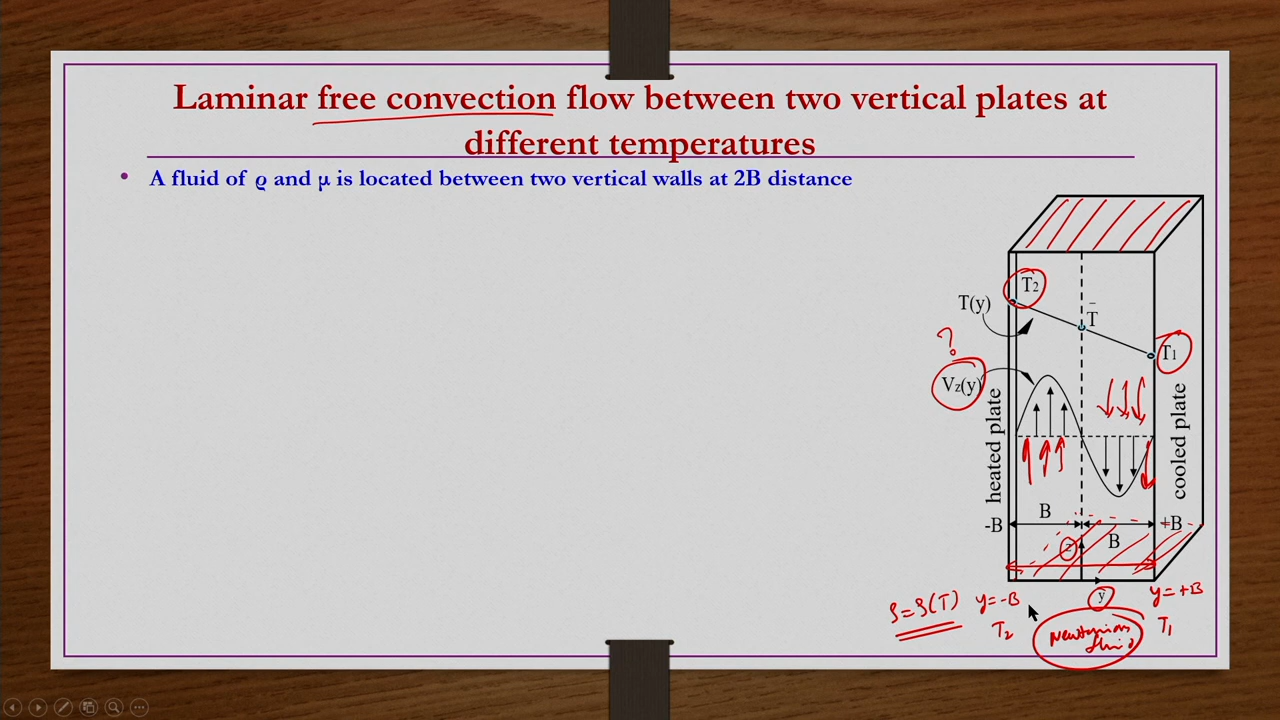 Laminar free convection flow between two vertical plates at
different temperatures
• A fluid of ρ and μ is located between two vertical walls at 2B distance
T₂
T(y)
T̄
T₁
?
Vz(y)
heated plate
cooled plate
B
-B
+B
B
z
y
ρ=ρ(T)
y=-B
y=+B
T₂
T₁
Newtonian
fluid